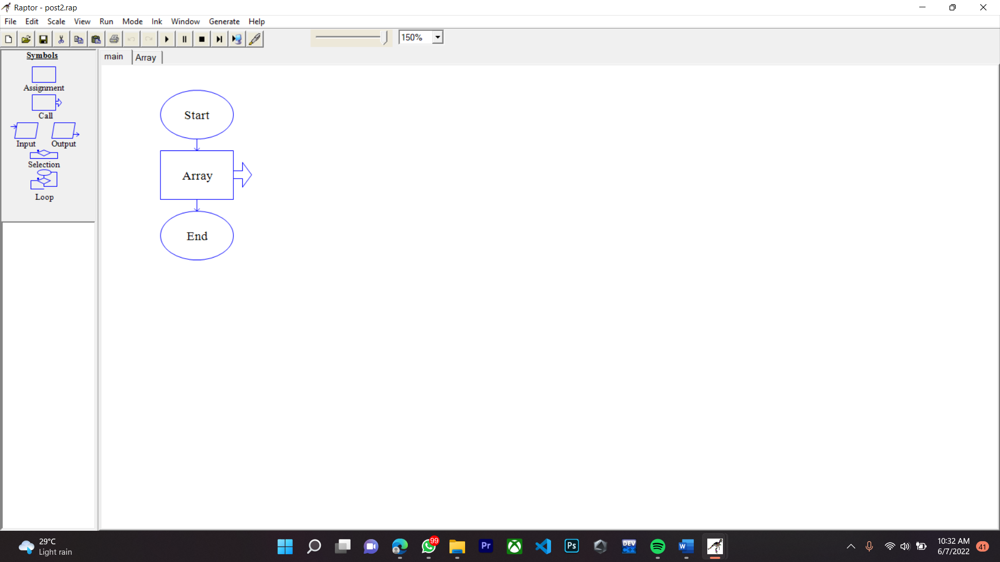 Raptor - post2.rap
File Edit Scale View Run Mode Ink Window Generate Help
150%
Symbols
Assignment
Call
Input Output
Selection
Loop
main Array
Start
Array
End
29°C
Light rain
99
Pr
Ps
DEV
C++
W
10:32 AM
6/7/2022
41